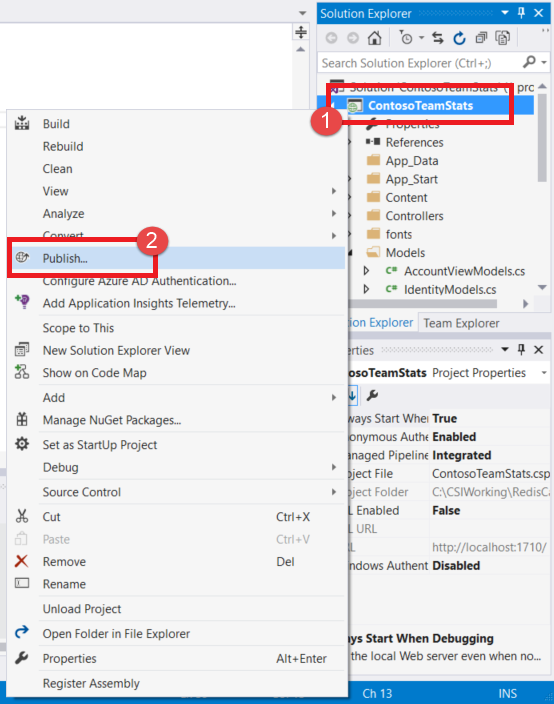 Solution Explorer
Search Solution Explorer (Ctrl+;)
Solution 'ContosoTeamStats' (1 pro
ContosoTeamStats
1
Properties
References
App_Data
App_Start
Content
Controllers
fonts
Models
C# AccountViewModels.cs
C# IdentityModels.cs
tion Explorer Team Explorer
erties
osoTeamStats Project Properties
ways Start When True
onymous Authe Enabled
anaged Pipeline Integrated
oject File ContosoTeamStats.csp
oject Folder C:\CSIWorking\RedisCa
L Enabled False
L URL
RL http://localhost:1710/
indows Authent Disabled
ays Start When Debugging
the local Web server even when no...
Build
Rebuild
Clean
View
Analyze
Convert
2
Publish...
Configure Azure AD Authentication...
Add Application Insights Telemetry...
Scope to This
New Solution Explorer View
Show on Code Map
Add
Manage NuGet Packages...
Set as StartUp Project
Debug
Source Control
Cut Ctrl+X
Paste Ctrl+V
Remove Del
Rename
Unload Project
Open Folder in File Explorer
Properties Alt+Enter
Register Assembly
Ch 13 INS